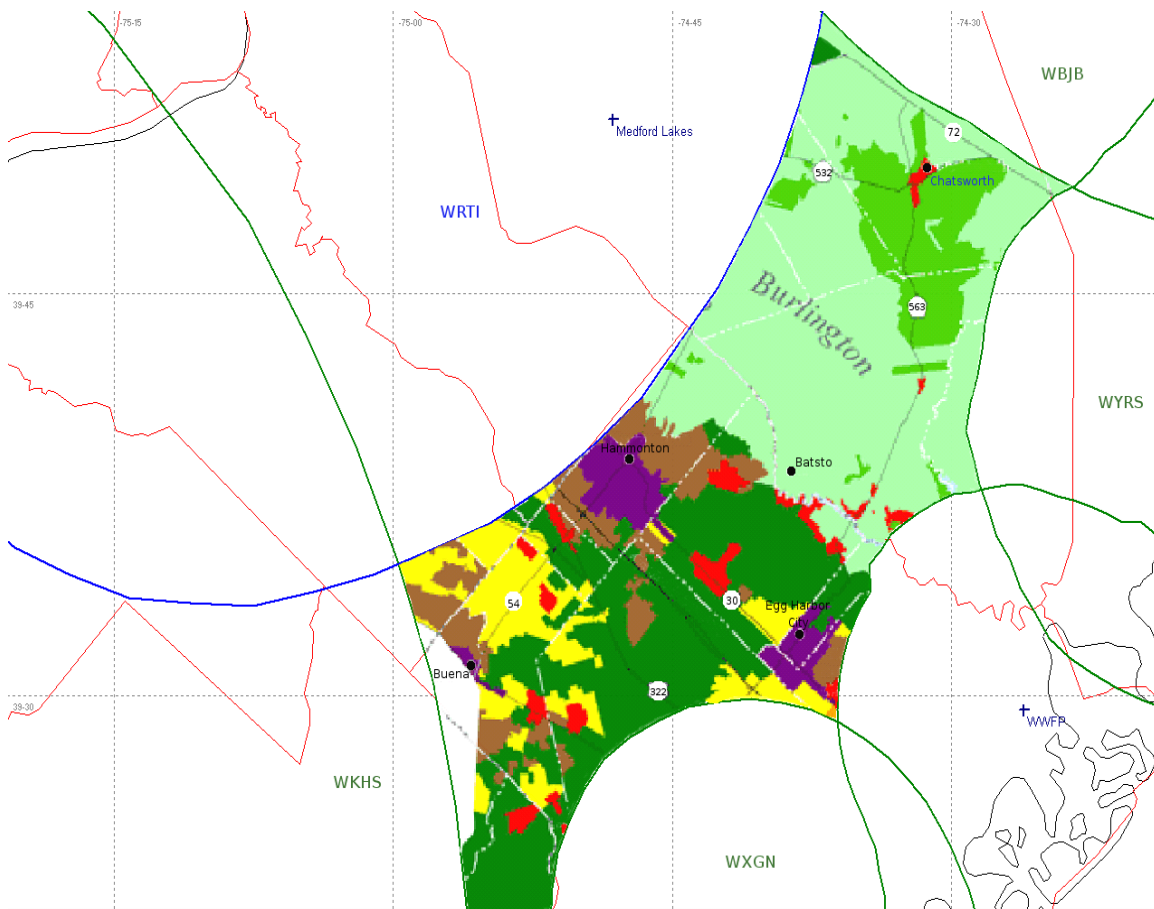 -75-15
-75-00
-74-45
-74-30
WBJB
Medford Lakes
72
532
Chatsworth
WRTI
39-45
Burlington
563
WYRS
Hammonton
Batsto
54
30
Egg Harbor
City
Buena
322
39-30
WWFP
WKHS
WXGN